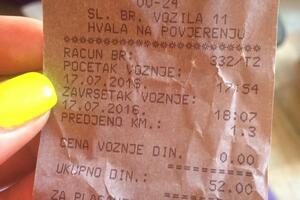 OO-24
SL. BR. VOZILA 11
HVALA NA POVJERENJU
********************
RACUN BR: 332/T2
POCETAK VOZNJE:
17.07.2016. 17:54
ZAVRSETAK VOZNJE:
17.07.2016. 18:07
PREDJENO KM.: 1.3
CENA VOZNJE DIN. 0.00
================
UKUPNO DIN.: 52.00